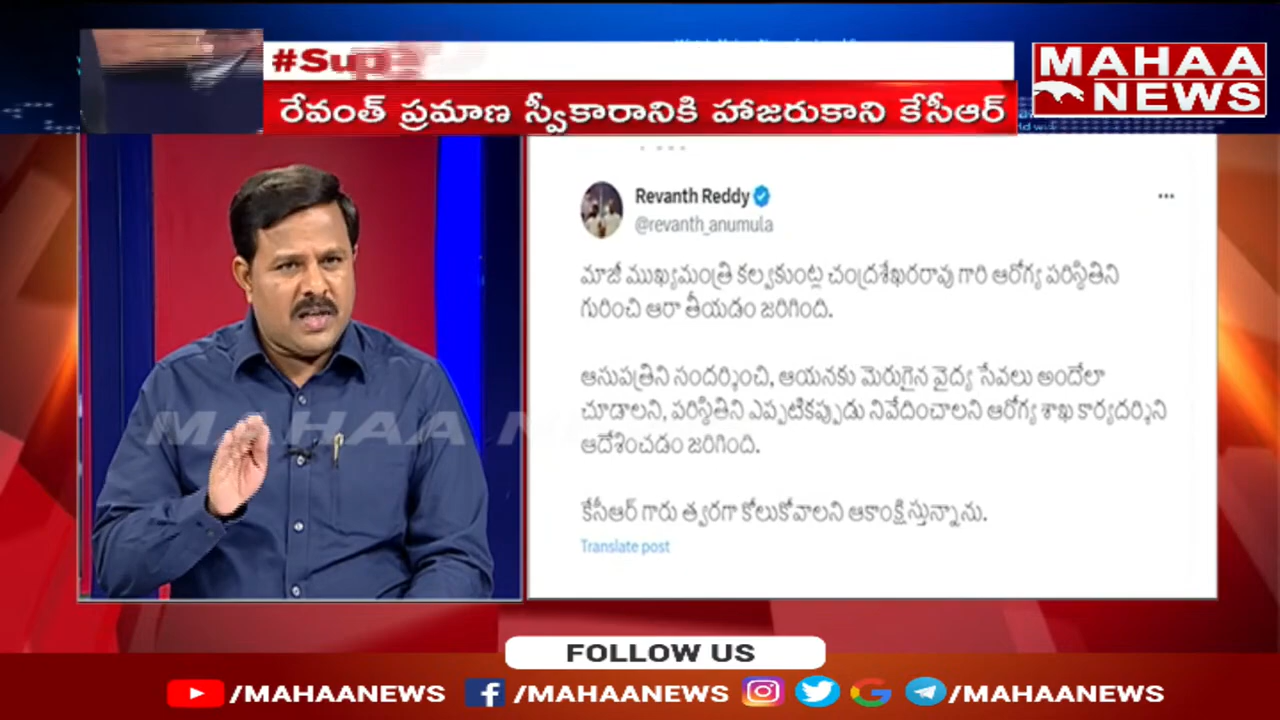 #Sup
MAHAA
NEWS
రేవంత్ ప్రమాణ స్వీకారానికి హాజరుకాని కేసీఆర్
Revanth Reddy
@revanth_anumula
మాజీ ముఖ్యమంత్రి కల్వకుంట్ల చంద్రశేఖరరావు గారి ఆరోగ్య పరిస్థితిని
గురించి ఆరా తీయడం జరిగింది.
ఆసుపత్రిని సందర్శించి, ఆయనకు మెరుగైన వైద్య సేవలు అందేలా
చూడాలని, పరిస్థితిని ఎప్పటికప్పుడు నివేదించాలని ఆరోగ్య శాఖ కార్యదర్శిని
ఆదేశించడం జరిగింది.
కేసీఆర్ గారు త్వరగా కోలుకోవాలని ఆకాంక్షిస్తున్నాను.
Translate post
MAHAA N
FOLLOW US
/MAHAANEWS /MAHAANEWS /MAHAANEWS